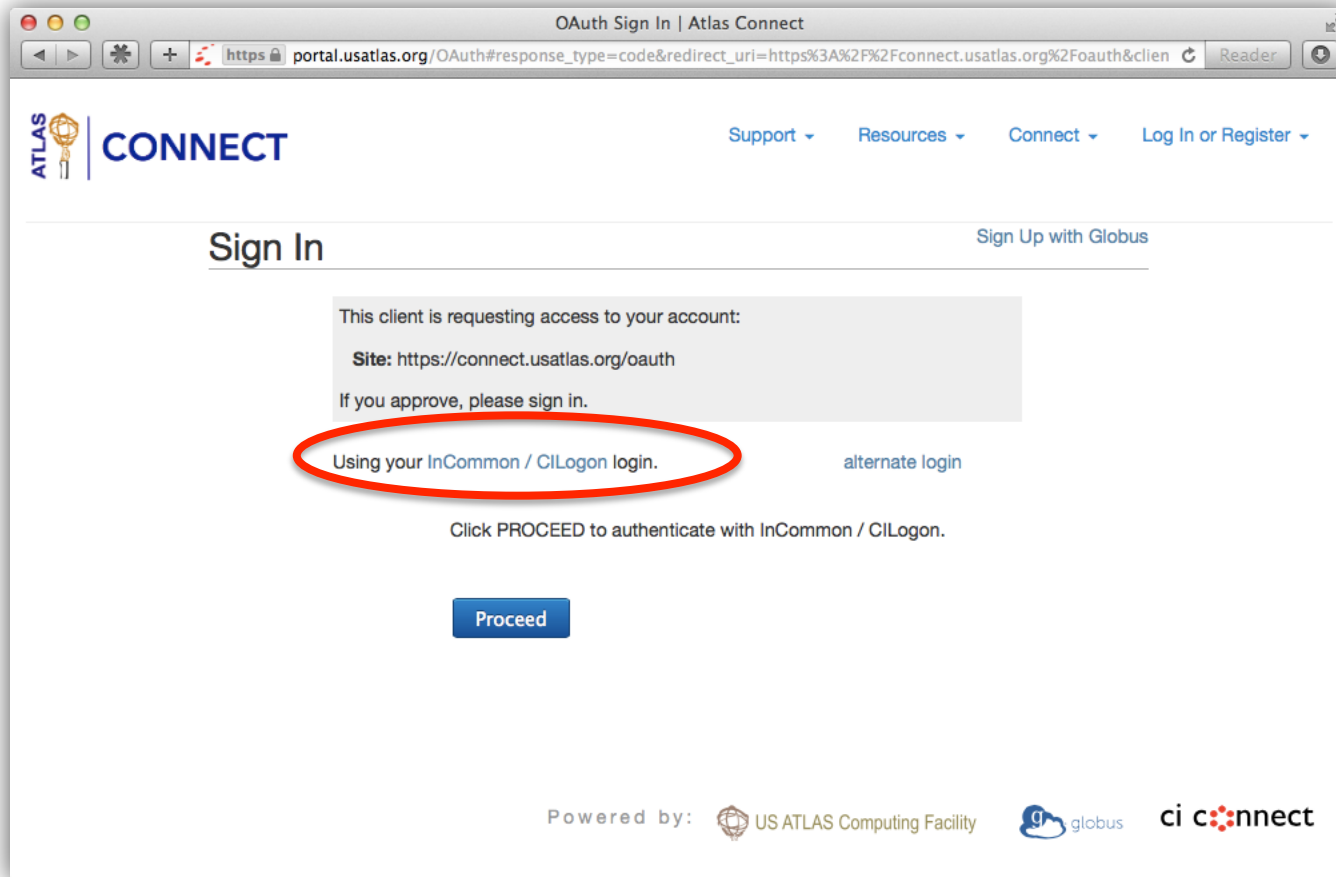 OAuth Sign In | Atlas Connect
https portal.usatlas.org/OAuth#response_type=code&redirect_uri=https%3A%2F%2Fconnect.usatlas.org%2Foauth&clien
Reader
ATLAS CONNECT
Support
Resources
Connect
Log In or Register
Sign In
Sign Up with Globus
This client is requesting access to your account:
Site: https://connect.usatlas.org/oauth
If you approve, please sign in.
Using your InCommon / CILogon login.
alternate login
Click PROCEED to authenticate with InCommon / CILogon.
Proceed
Powered by:
US ATLAS Computing Facility
g globus
ci connect